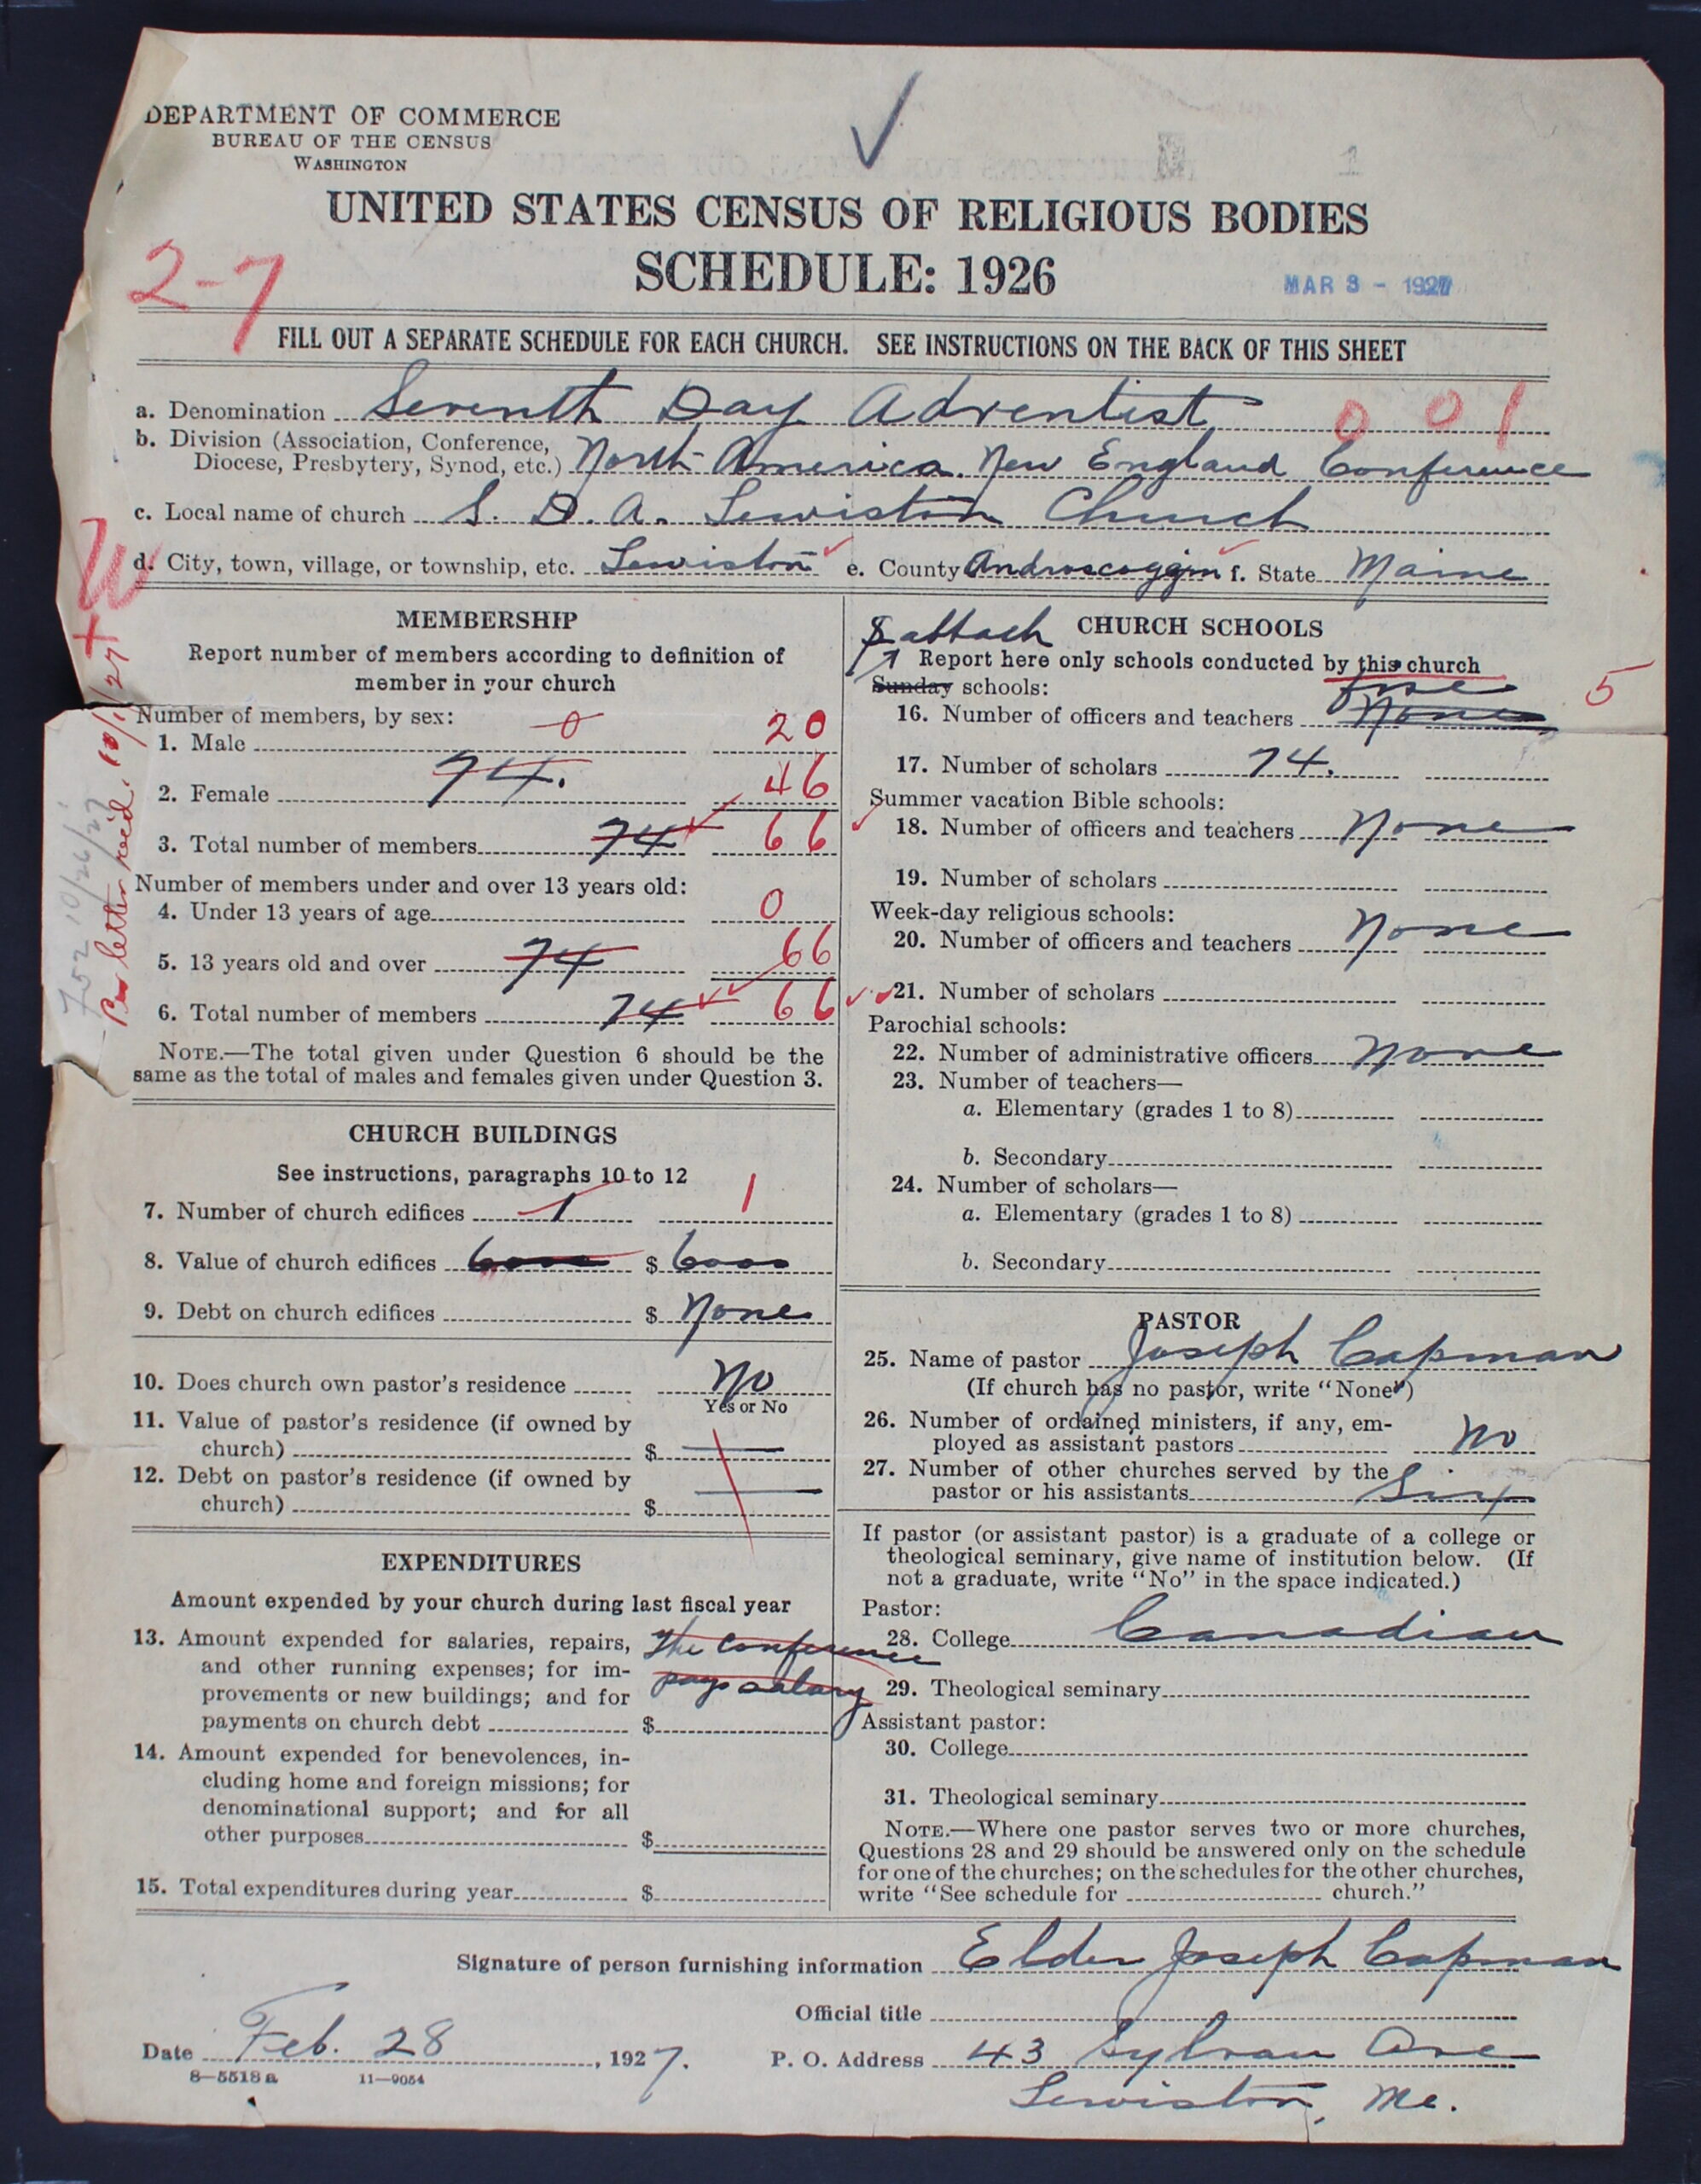 DEPARTMENT OF COMMERCE
BUREAU OF THE CENSUS
WASHINGTON
UNITED STATES CENSUS OF RELIGIOUS BODIES
SCHEDULE: 1926
MAR 3 - 1927
2-7
FILL OUT A SEPARATE SCHEDULE FOR EACH CHURCH. SEE INSTRUCTIONS ON THE BACK OF THIS SHEET
a. Denomination Seventh Day Adventist 001
b. Division (Association, Conference,
Diocese, Presbytery, Synod, etc.) North America. New England Conference
c. Local name of church S. D. A. Lewiston Church
d. City, town, village, or township, etc. Lewiston e. County Androscoggin f. State Maine
W
+
Per letter recd. 10/1/27
752 10/26/27
MEMBERSHIP
Report number of members according to definition of
member in your church
Number of members, by sex:
1. Male 0 20
2. Female 74. 46
3. Total number of members 74 66
Number of members under and over 13 years old:
4. Under 13 years of age 0
5. 13 years old and over 74 66
6. Total number of members 74 66
NOTE.—The total given under Question 6 should be the
same as the total of males and females given under Question 3.
CHURCH BUILDINGS
See instructions, paragraphs 10 to 12
7. Number of church edifices 1 1
8. Value of church edifices 6000 $ 6000
9. Debt on church edifices $ None
10. Does church own pastor's residence No
Yes or No
11. Value of pastor's residence (if owned by
church) $
12. Debt on pastor's residence (if owned by
church) $
EXPENDITURES
Amount expended by your church during last fiscal year
13. Amount expended for salaries, repairs, The Conference
and other running expenses; for im-
provements or new buildings; and for pays salary
payments on church debt $
14. Amount expended for benevolences, in-
cluding home and foreign missions; for
denominational support; and for all
other purposes $
15. Total expenditures during year $
Sabbath CHURCH SCHOOLS
Report here only schools conducted by this church
Sunday schools: five 5
16. Number of officers and teachers None
17. Number of scholars 74.
Summer vacation Bible schools:
18. Number of officers and teachers None
19. Number of scholars
Week-day religious schools:
20. Number of officers and teachers None
21. Number of scholars
Parochial schools:
22. Number of administrative officers None
23. Number of teachers—
a. Elementary (grades 1 to 8)
b. Secondary
24. Number of scholars—
a. Elementary (grades 1 to 8)
b. Secondary
PASTOR
25. Name of pastor Joseph Capman
(If church has no pastor, write "None")
26. Number of ordained ministers, if any, em-
ployed as assistant pastors No
27. Number of other churches served by the
pastor or his assistants Six
If pastor (or assistant pastor) is a graduate of a college or
theological seminary, give name of institution below. (If
not a graduate, write "No" in the space indicated.)
Pastor:
28. College Canadian
29. Theological seminary
Assistant pastor:
30. College
31. Theological seminary
NOTE.—Where one pastor serves two or more churches,
Questions 28 and 29 should be answered only on the schedule
for one of the churches; on the schedules for the other churches,
write "See schedule for church."
Signature of person furnishing information Elder Joseph Capman
Official title
Date Feb. 28, 1927. P. O. Address 43 Sylvan Ave
8—5518 a 11—9054
Lewiston, Me.